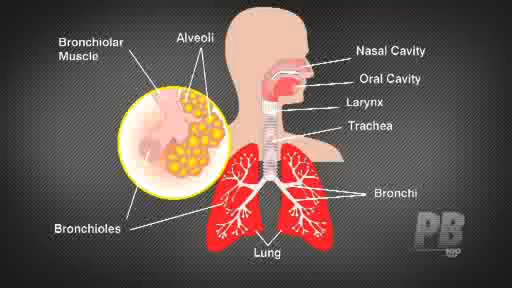 Bronchiolar
Muscle
Alveoli
Nasal Cavity
Oral Cavity
Larynx
Trachea
Bronchi
Bronchioles
Lung
PB